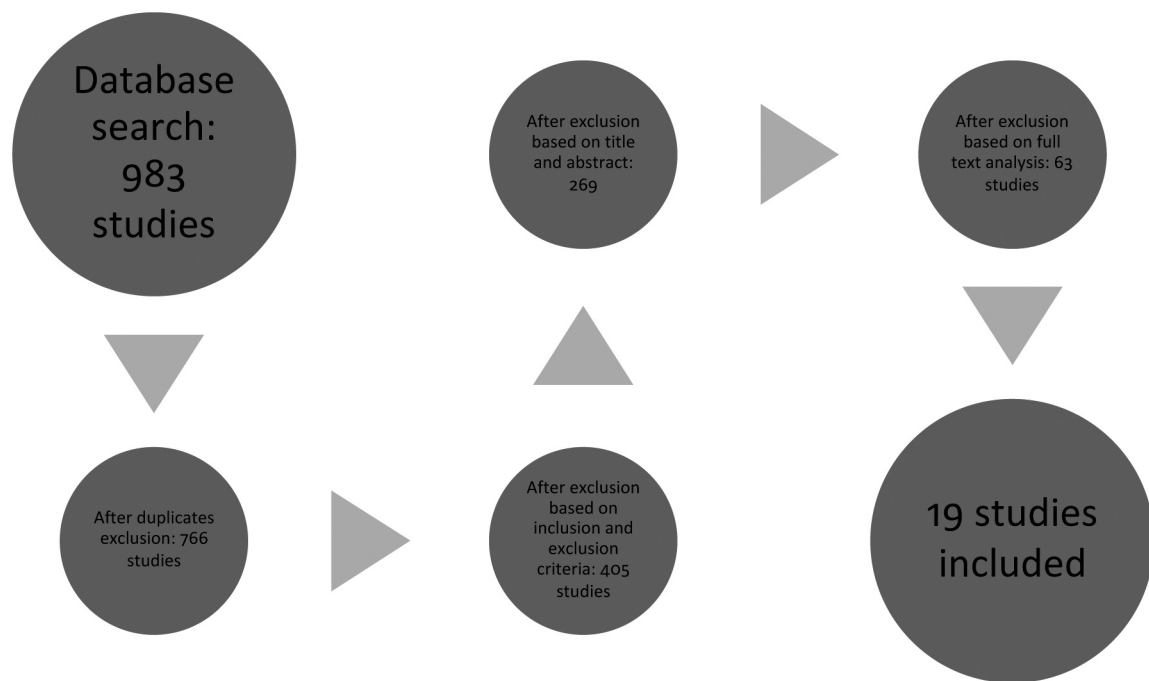 Database
search:
983
studies
After duplicates
exclusion: 766
studies
After exclusion
based on
inclusion and
exclusion
criteria: 405
studies
After exclusion
based on title
and abstract:
269
After exclusion
based on full
text analysis: 63
studies
19 studies
included